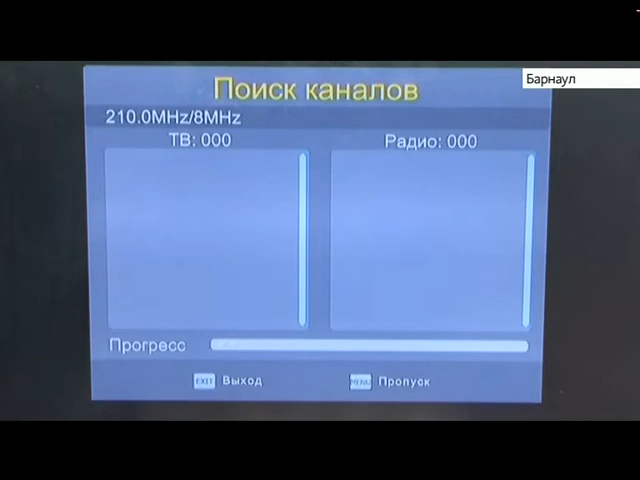 Барнаул
Поиск каналов
210.0MHz/8MHz
ТВ: 000
Радио: 000
Прогресс
EXIT Выход
MENU Пропуск